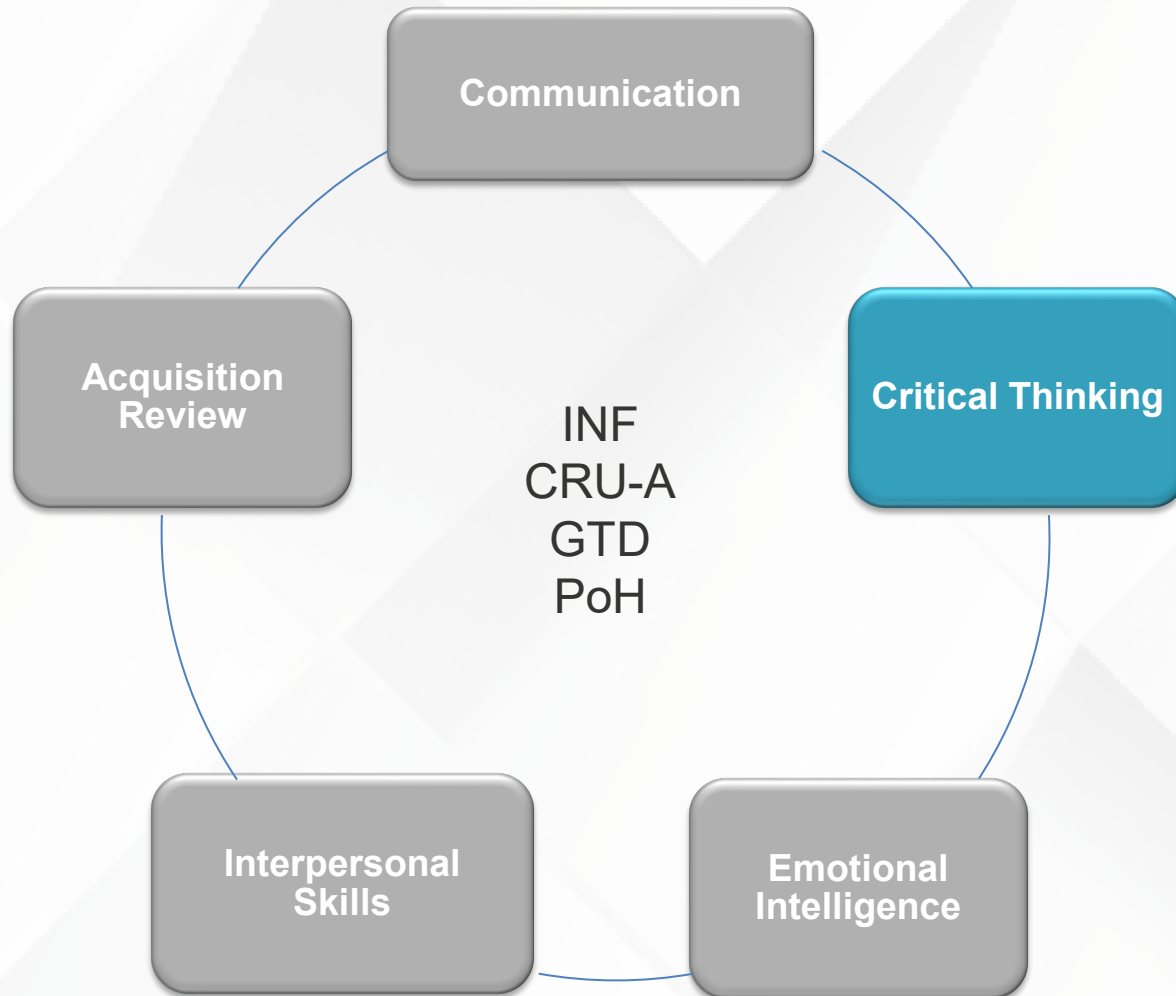 Communication
Acquisition
Review
Critical Thinking
INF
CRU-A
GTD
PoH
Interpersonal
Skills
Emotional
Intelligence